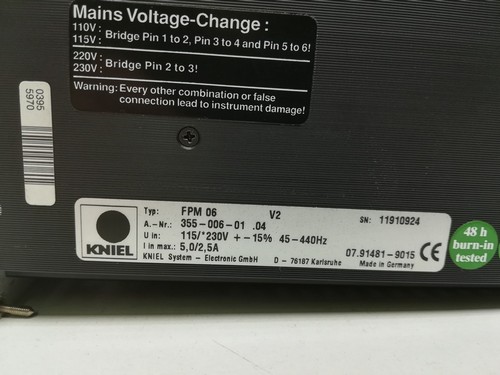 Mains Voltage-Change :
110V:
115V: Bridge Pin 1 to 2, Pin 3 to 4 and Pin 5 to 6!
220V:
230V: Bridge Pin 2 to 3!
Warning: Every other combination or false
connection lead to instrument damage!
0395
5970
KNIEL
Typ: FPM 06 V2
A.-Nr.: 355-006-01 .04 SN: 11910924
U in: 115/*230V + -15% 45-440Hz
I in max.: 5,0/2,5A 07.91481-9015
KNIEL System - Electronic GmbH D - 76187 Karlsruhe Made in Germany
CE
48 h
burn-in
tested